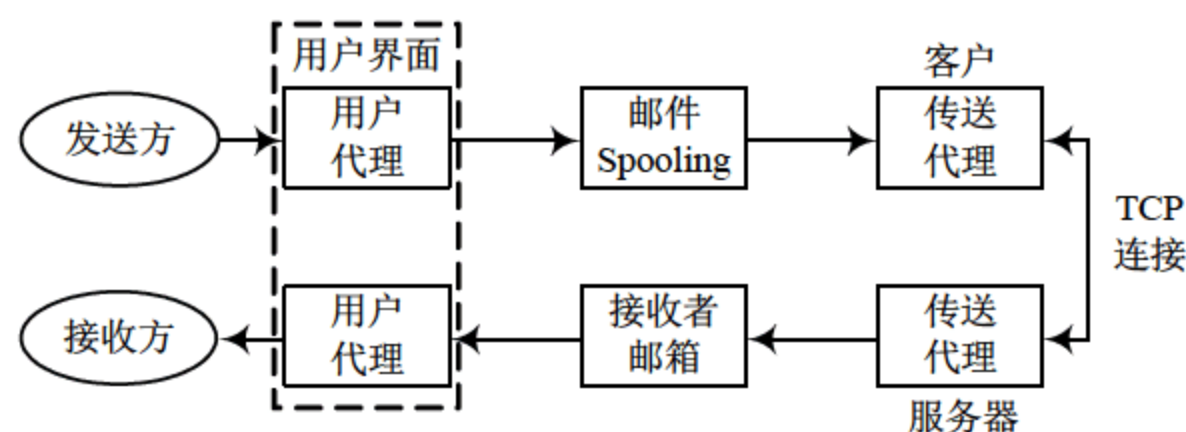 用户界面
客户
发送方
用户
代理
邮件
Spooling
传送
代理
TCP
连接
接收方
用户
代理
接收者
邮箱
传送
代理
服务器